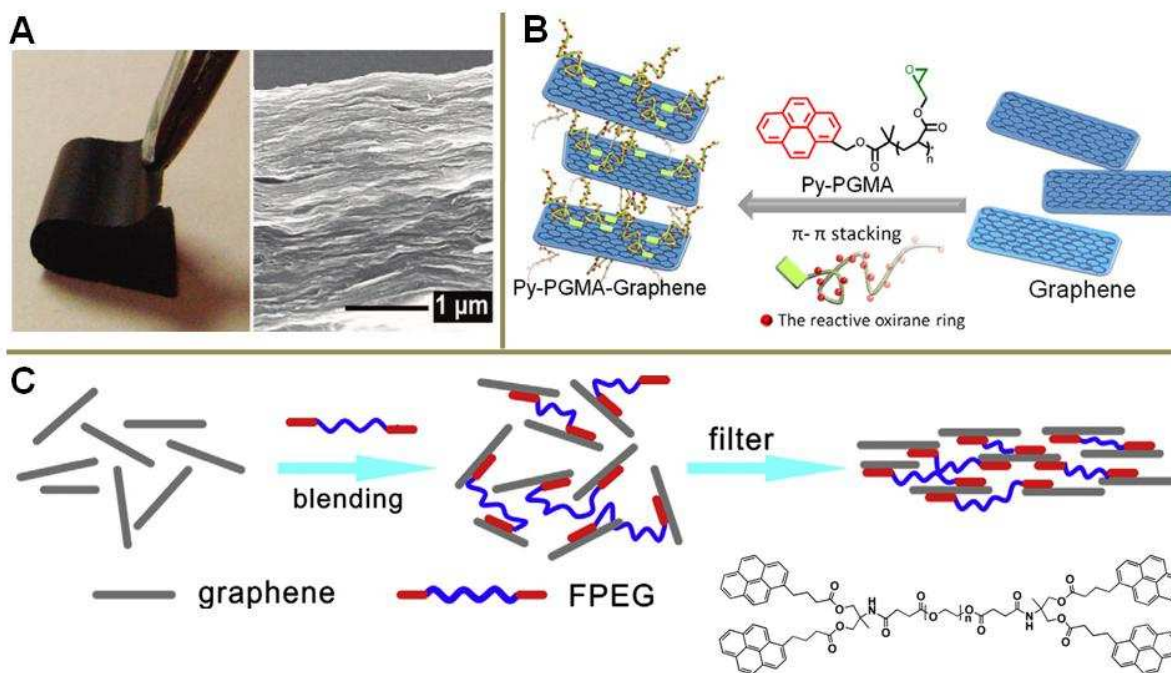 A
1 µm
B
Py-PGMA
π- π stacking
Py-PGMA-Graphene
The reactive oxirane ring
Graphene
O
O
O
O
O
n
C
blending
filter
graphene
FPEG
O
O
O
O
H
N
O
O
O
n
O
O
O
N
H
O
O
O
O